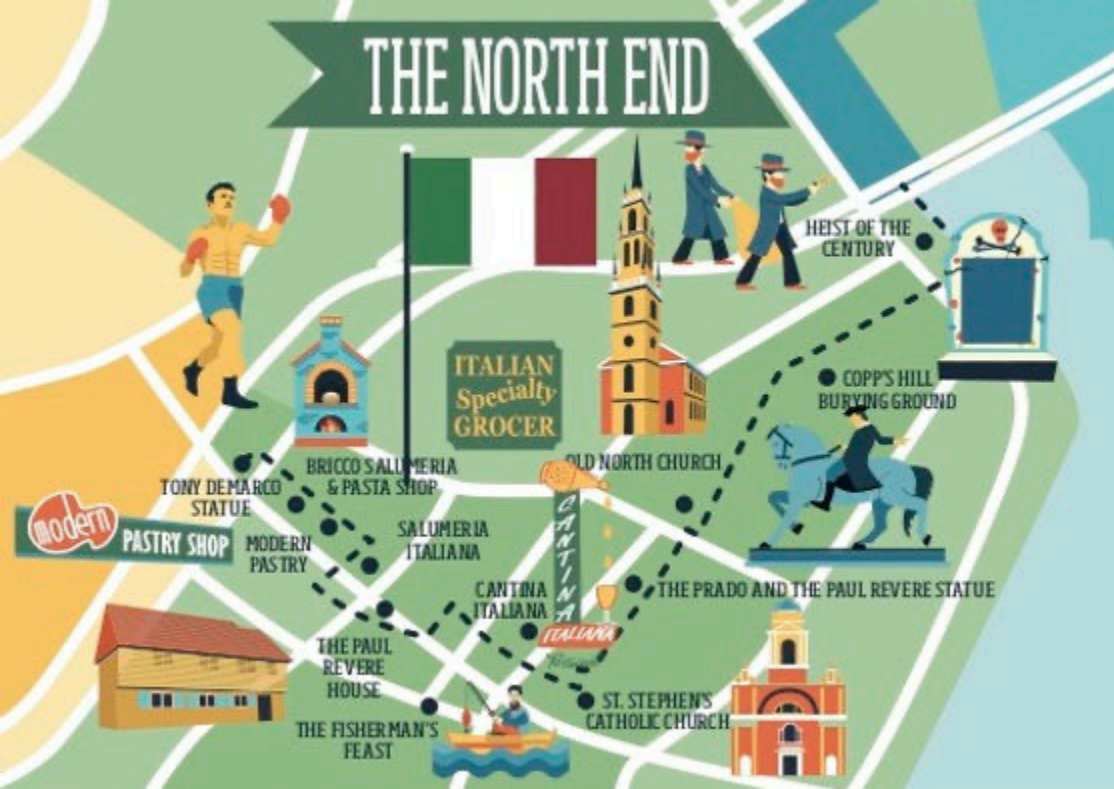 THE NORTH END
HEIST OF THE
CENTURY
ITALIAN
Specialty
GROCER
COPP'S HILL
BURYING GROUND
OLD NORTH CHURCH
BRICCO SALUMERIA
& PASTA SHOP
TONY DEMARCO
STATUE
modern
PASTRY SHOP
MODERN
PASTRY
SALUMERIA
ITALIANA
CANTINA
ITALIANA
CANTINA
ITALIANA
THE PRADO AND THE PAUL REVERE STATUE
THE PAUL
REVERE
HOUSE
ST. STEPHEN'S
CATHOLIC CHURCH
THE FISHERMAN'S
FEAST